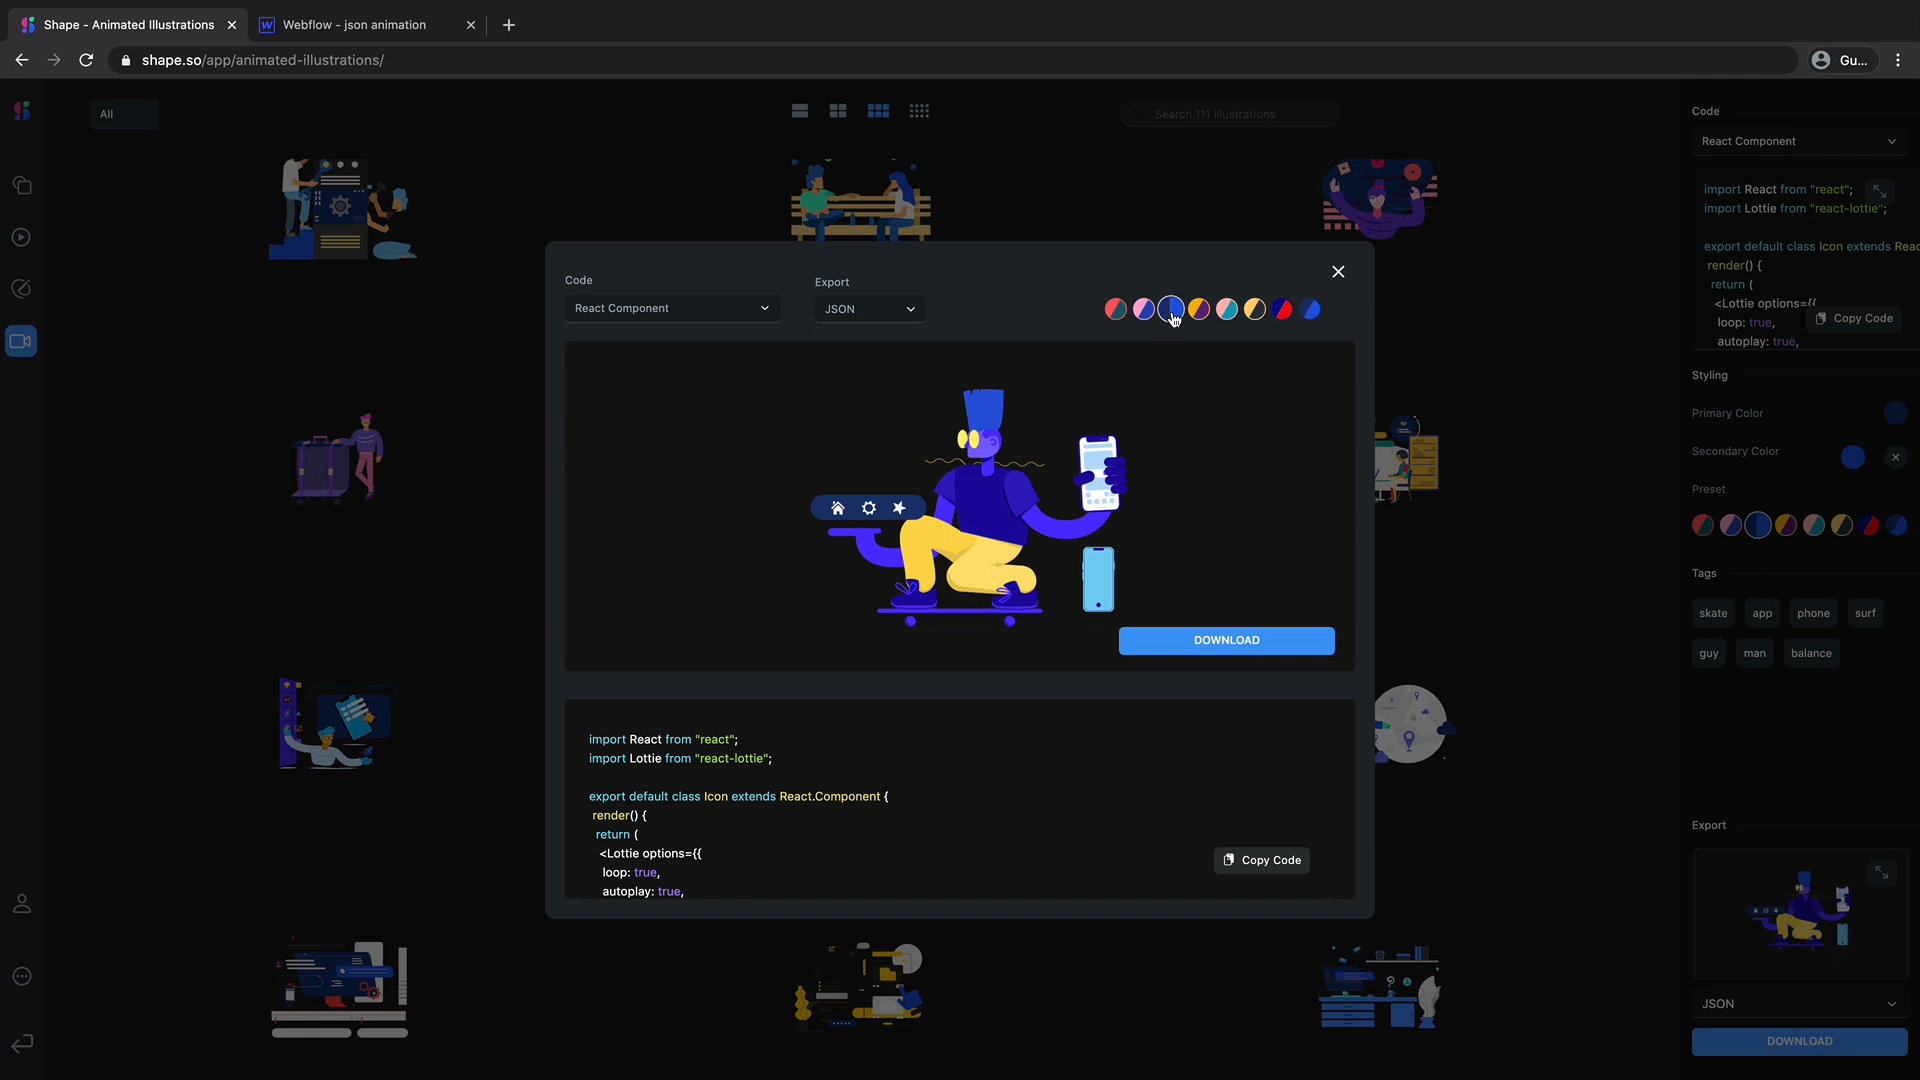 Shape - Animated Illustrations
Webflow - json animation
shape.so/app/animated-illustrations/
Gu...
All
Search 111 illustrations
Code
React Component
import React from "react";
import Lottie from "react-lottie";
export default class Icon extends Reac
render() {
return (
<Lottie options={{
loop: true,
autoplay: true,
Copy Code
Styling
Primary Color
Secondary Color
Preset
Tags
skate app phone surf
guy man balance
Export
JSON
DOWNLOAD
Code
React Component
Export
JSON
DOWNLOAD
import React from "react";
import Lottie from "react-lottie";
export default class Icon extends React.Component {
render() {
return (
<Lottie options={{
loop: true,
autoplay: true,
Copy Code